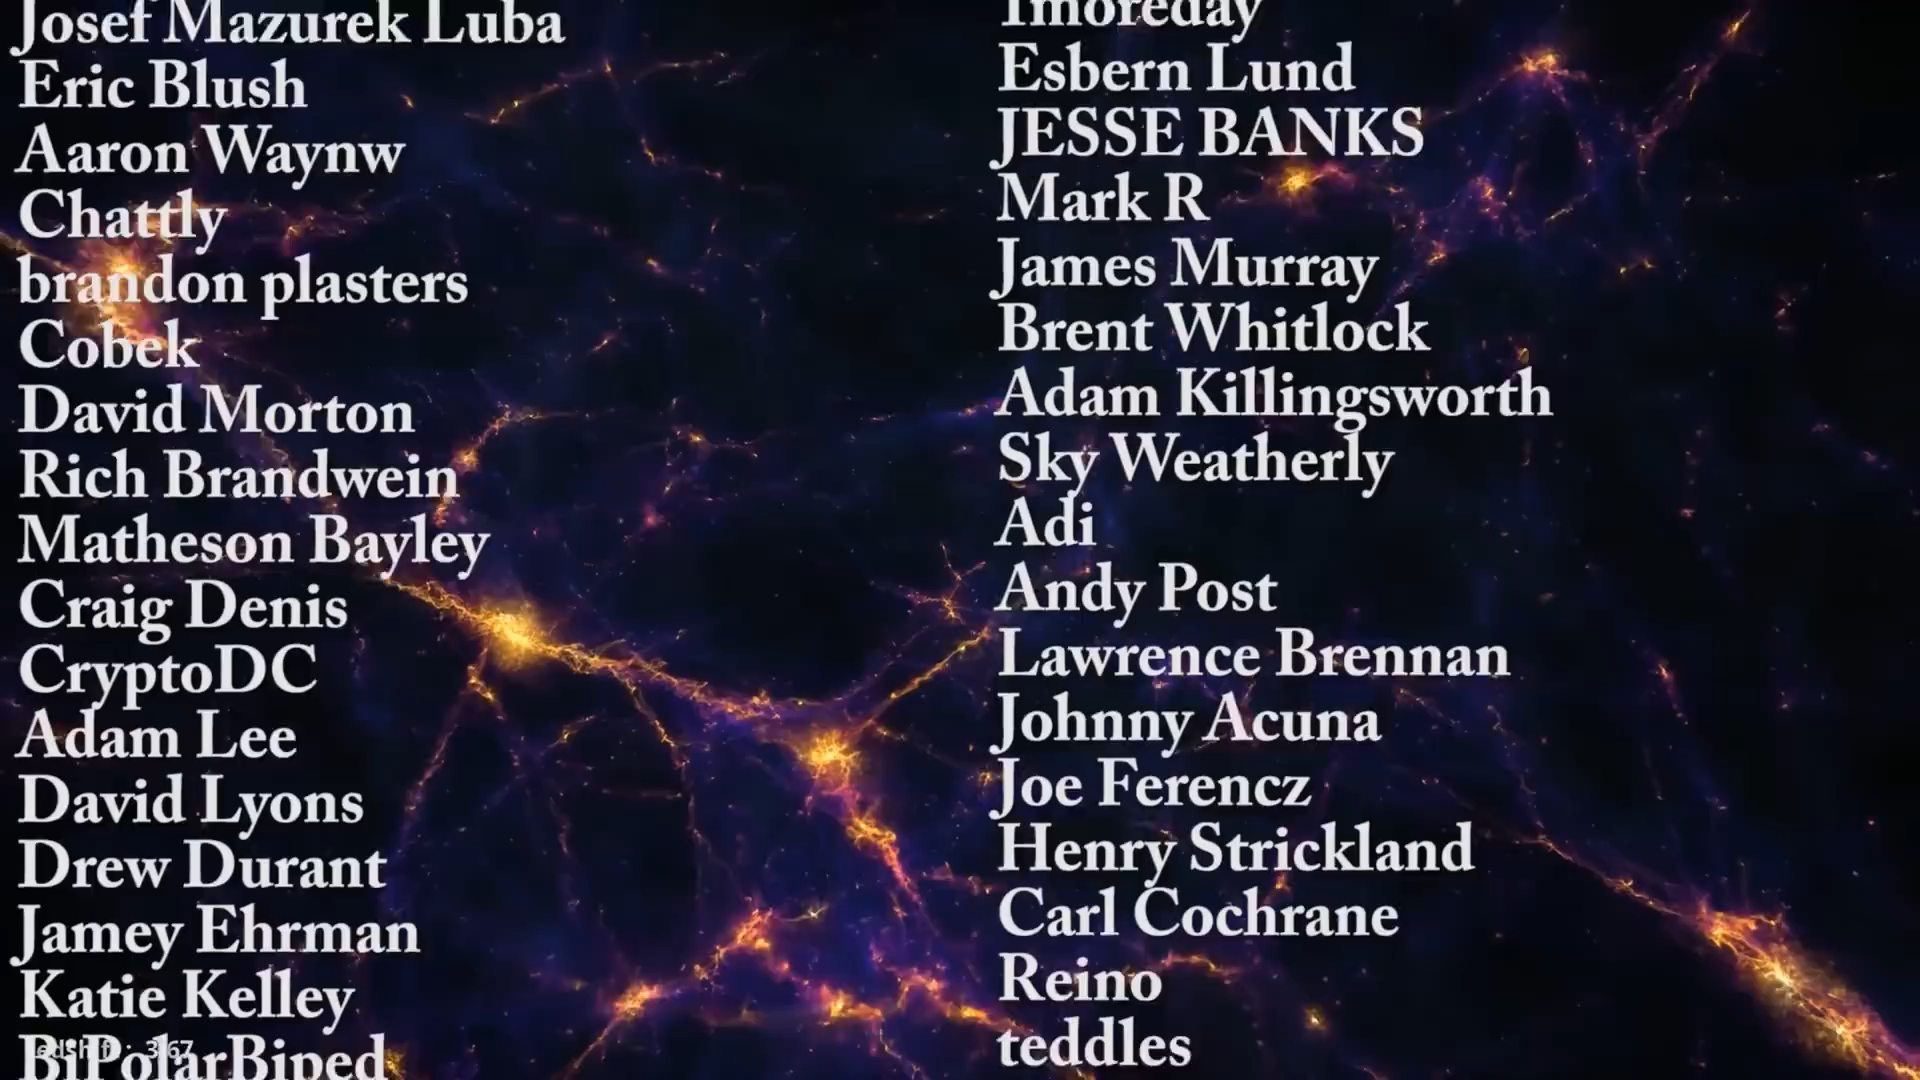 Josef Mazurek Luba
Eric Blush
Aaron Waynw
Chattly
brandon plasters
Cobek
David Morton
Rich Brandwein
Matheson Bayley
Craig Denis
CryptoDC
Adam Lee
David Lyons
Drew Durant
Jamey Ehrman
Katie Kelley
BiPolarBiped
Esbern Lund
JESSE BANKS
Mark R
James Murray
Brent Whitlock
Adam Killingsworth
Sky Weatherly
Adi
Andy Post
Lawrence Brennan
Johnny Acuna
Joe Ferencz
Henry Strickland
Carl Cochrane
Reino
teddles